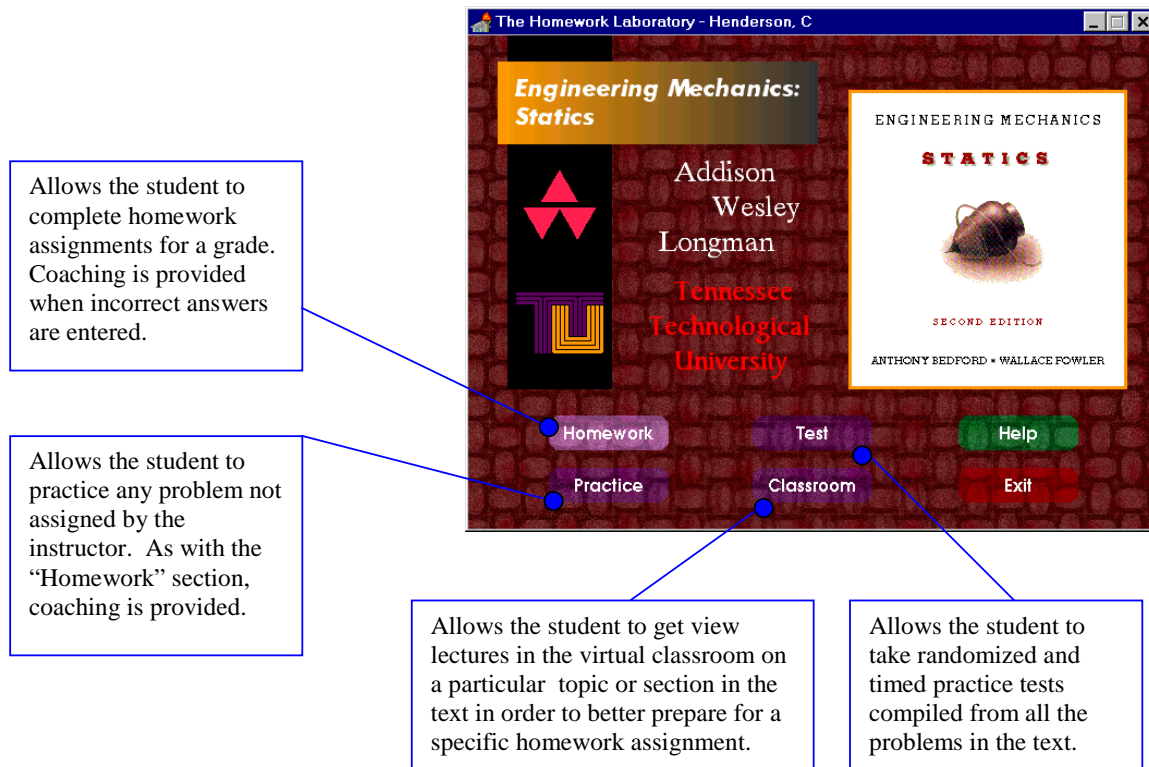 The Homework Laboratory - Henderson, C
Engineering Mechanics:
Statics
Addison
Wesley
Longman
Tennessee
Technological
University
ENGINEERING MECHANICS
STATICS
SECOND EDITION
ANTHONY BEDFORD • WALLACE FOWLER
Homework
Test
Help
Practice
Classroom
Exit
Allows the student to
complete homework
assignments for a grade.
Coaching is provided
when incorrect answers
are entered.
Allows the student to
practice any problem not
assigned by the
instructor.  As with the
“Homework” section,
coaching is provided.
Allows the student to get view
lectures in the virtual classroom on
a particular  topic or section in the
text in order to better prepare for a
specific homework assignment.
Allows the student to
take randomized and
timed practice tests
compiled from all the
problems in the text.